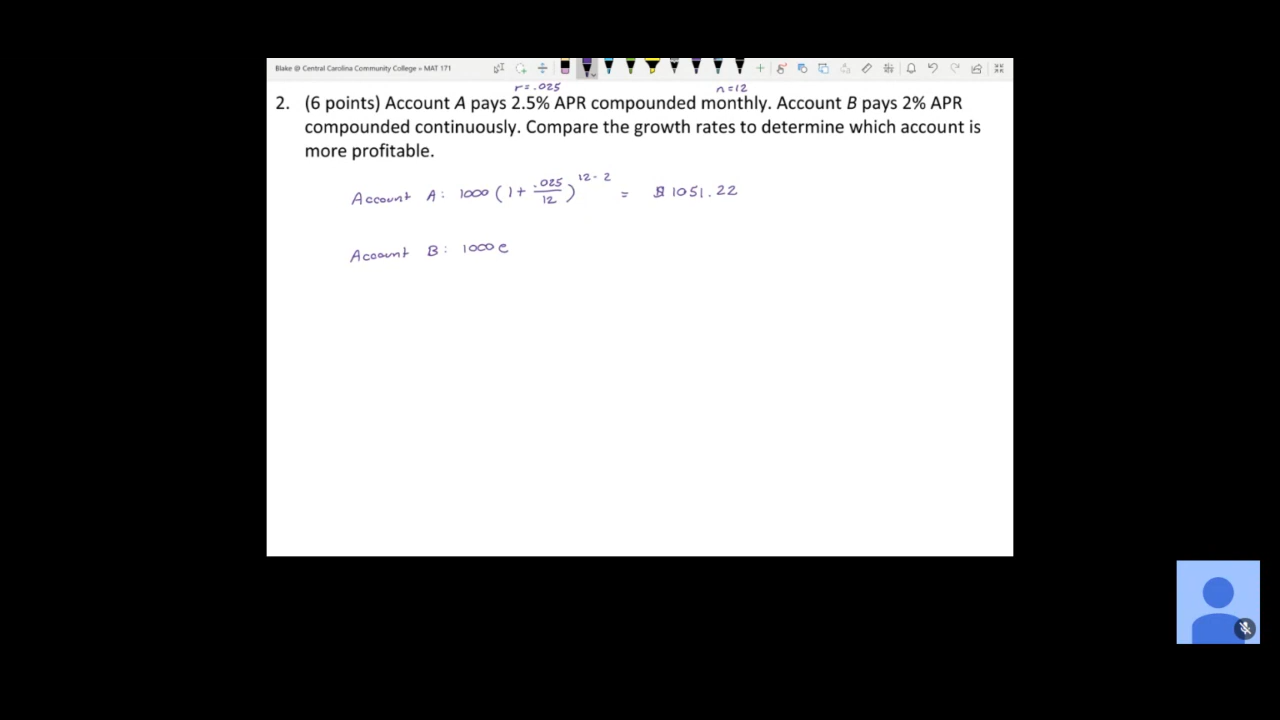 Blake @ Central Carolina Community College » MAT 171
r = .025
n = 12
2. (6 points) Account A pays 2.5% APR compounded monthly. Account B pays 2% APR
compounded continuously. Compare the growth rates to determine which account is
more profitable.
Account A: 1000 (1 + .025/12)^12·2 = $1051.22
Account B: 1000e